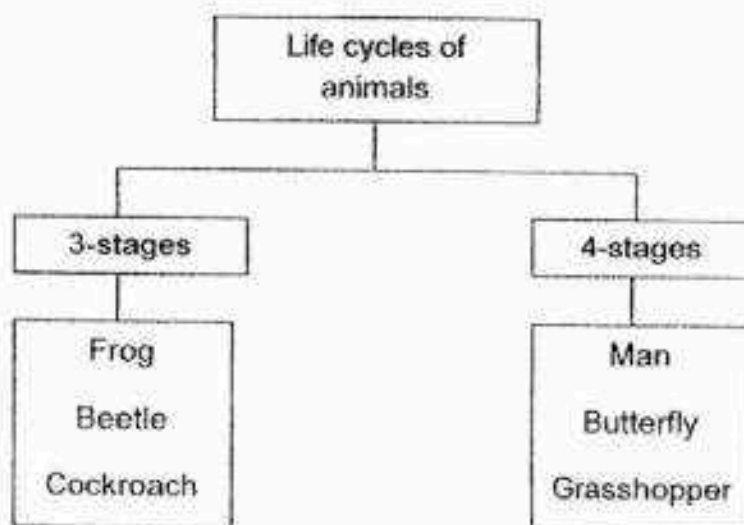 Life cycles of
animals
3-stages
4-stages
Frog
Beetle
Cockroach
Man
Butterfly
Grasshopper